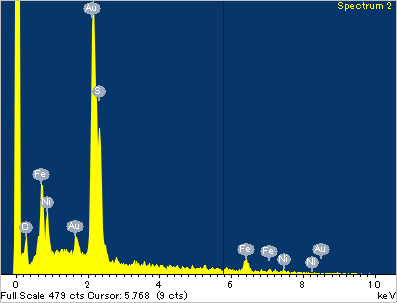 Spectrum 2
Au
S
Fe
Ni
O
Au
Fe
Fe
Ni
Ni
Au
0 2 4 6 8 10
Full Scale 479 cts Cursor: 5.768 (9 cts) keV